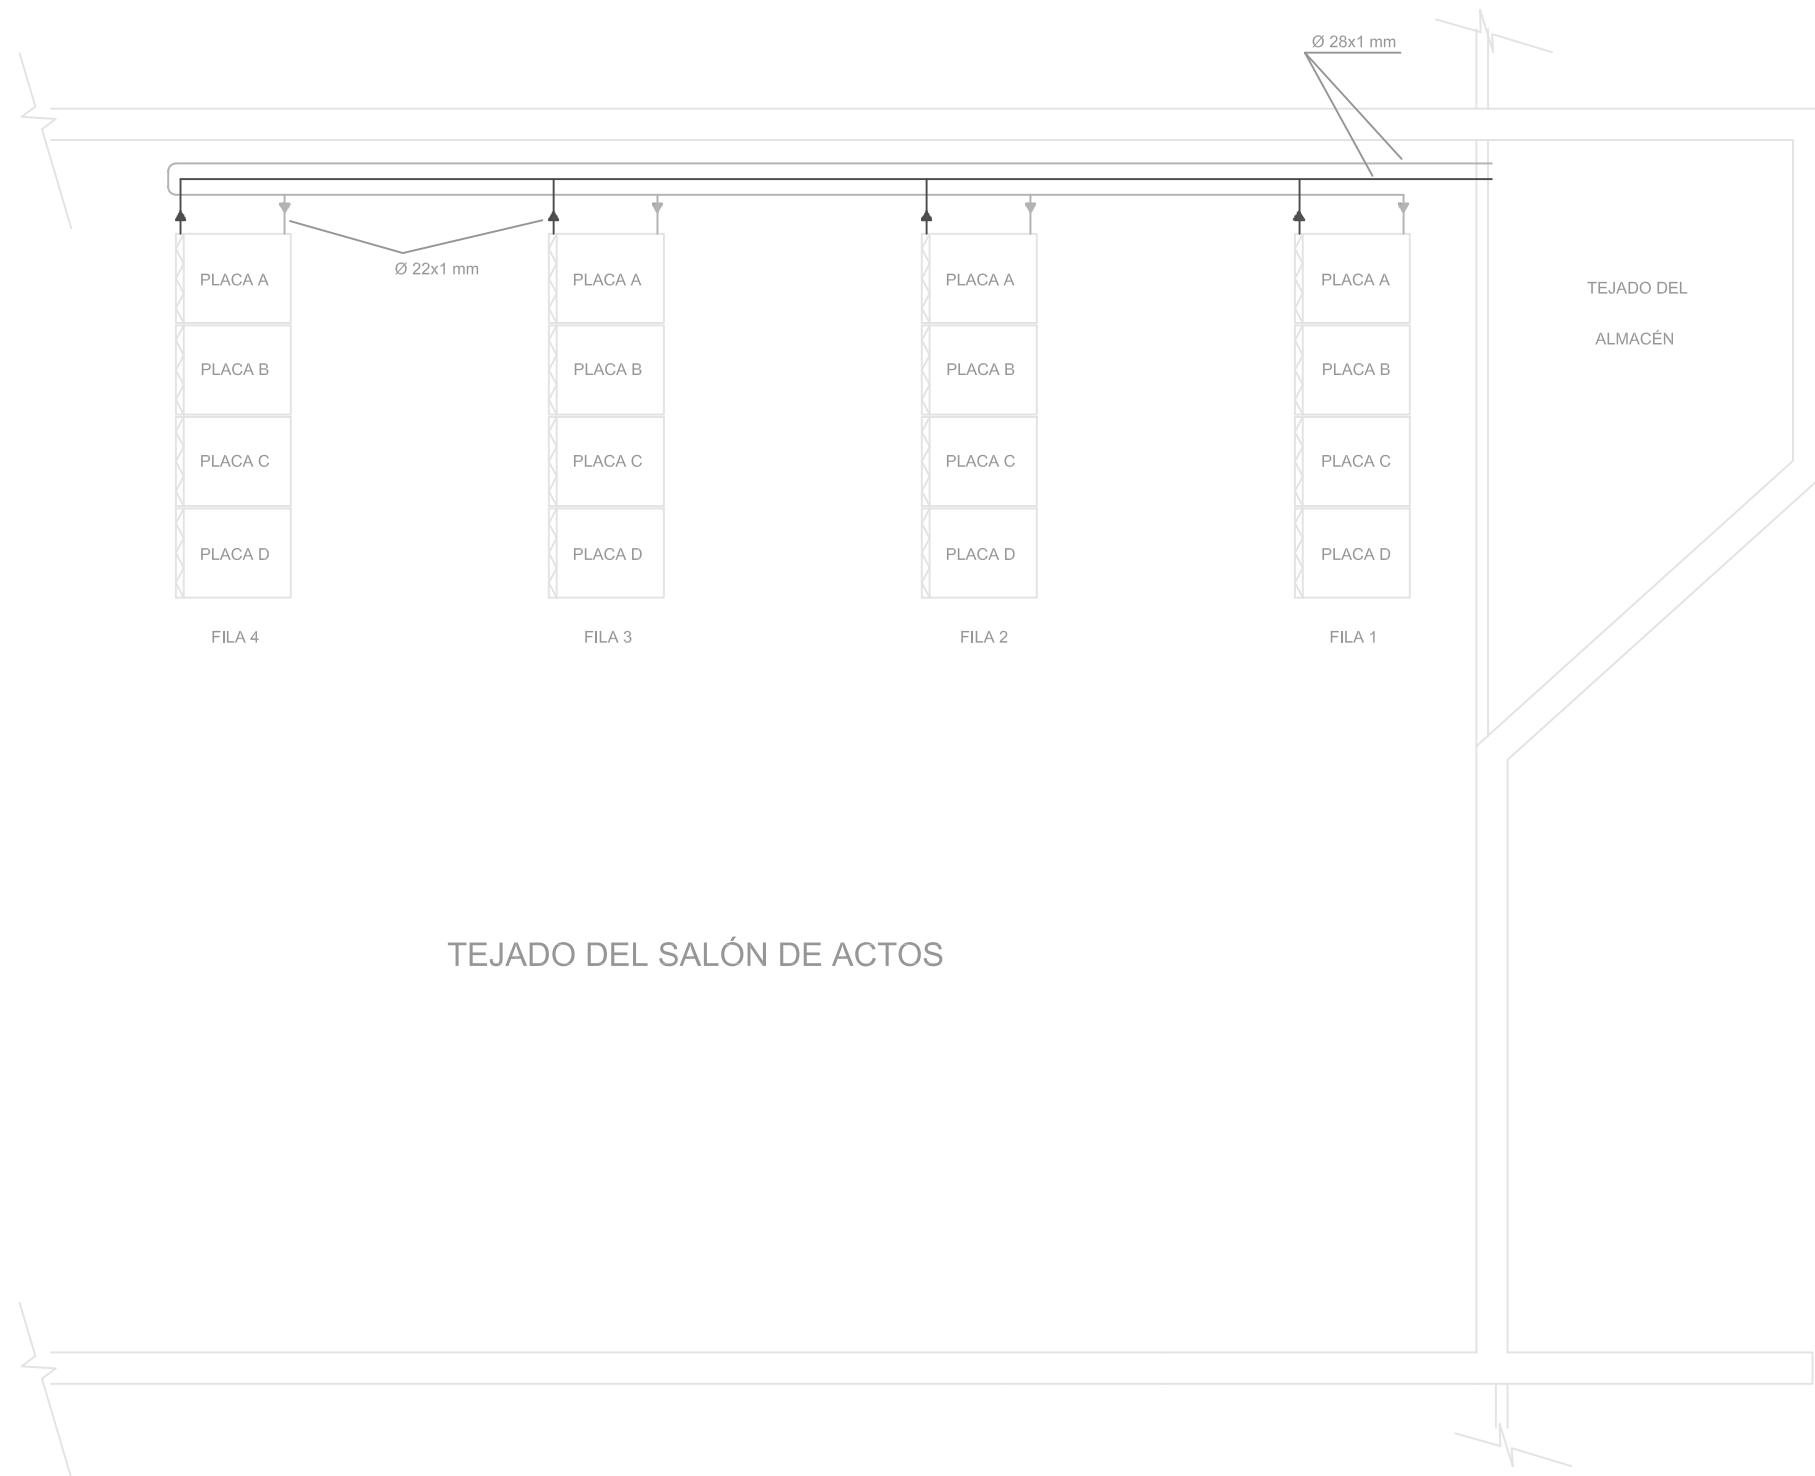 Ø 28x1 mm
Ø 22x1 mm
PLACA A
PLACA A
PLACA A
PLACA A
TEJADO DEL
ALMACÉN
PLACA B
PLACA B
PLACA B
PLACA B
PLACA C
PLACA C
PLACA C
PLACA C
PLACA D
PLACA D
PLACA D
PLACA D
FILA 4
FILA 3
FILA 2
FILA 1
TEJADO DEL SALÓN DE ACTOS